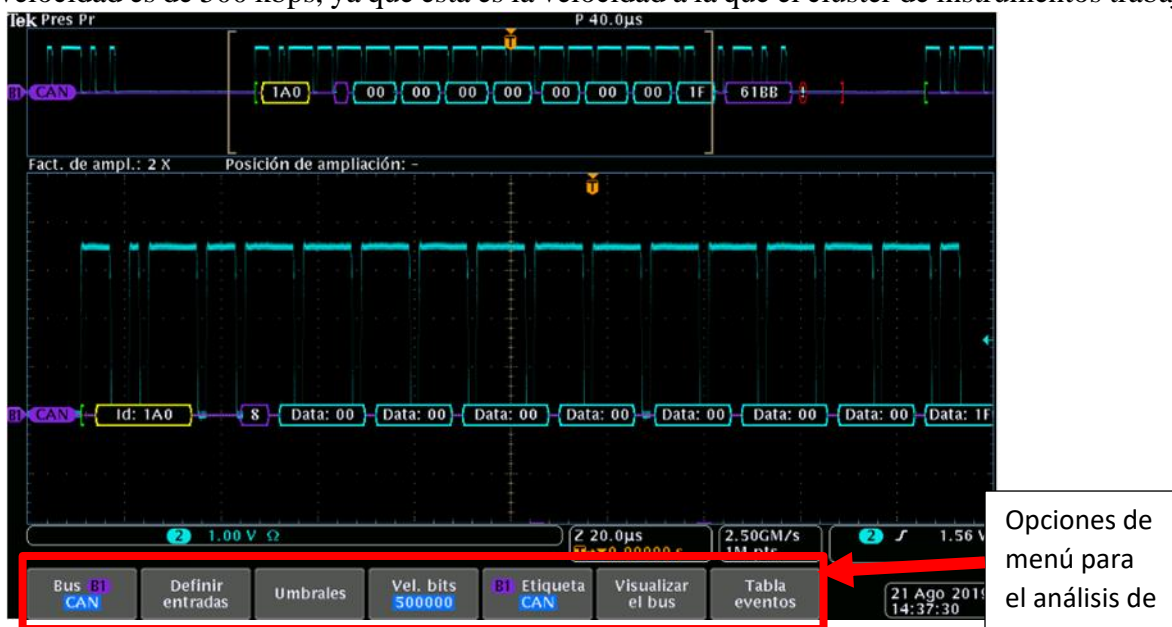 velocidad es de 500 kbps, ya que esta es la velocidad a la que el clúster de instrumentos
Tek Pres Pr P 40.0µs
T
B1 CAN 1A0 00 00 00 00 00 00 00 1F 61BB !
Fact. de ampl.: 2 X Posición de ampliación: -
T
B1 CAN Id: 1A0 8 Data: 00 Data: 00 Data: 00 Data: 00 Data: 00 Data: 00 Data: 00 Data: 1F
2 1.00 V Ω Z 20.0µs 2.50GM/s 2 1.56 V
1M pts
Bus B1 CAN
Definir entradas
Umbrales
Vel. bits 500000
B1 Etiqueta CAN
Visualizar el bus
Tabla eventos
21 Ago 2019
14:37:30
Opciones de
menú para
el análisis de